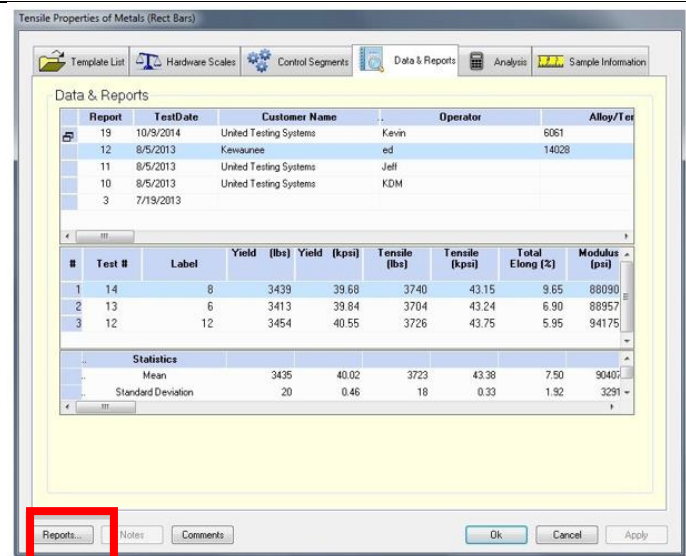 Tensile Properties of Metals (Rect Bars)
Template List Hardware Scales Control Segments Data & Reports Analysis Sample Information
Data & Reports
Report TestDate Customer Name .. Operator Alloy/Ter
19 10/9/2014 United Testing Systems Kevin 6061
12 8/5/2013 Kewaunee ed 14028
11 8/5/2013 United Testing Systems Jeff
10 8/5/2013 United Testing Systems KDM
3 7/19/2013
# Test # Label Yield (lbs) Yield (kpsi) Tensile (lbs) Tensile (kpsi) Total Elong (%) Modulus (psi)
1 14 8 3439 39.68 3740 43.15 9.65 88090
2 13 6 3413 39.84 3704 43.24 6.90 88957
3 12 12 3454 40.55 3726 43.75 5.95 94175
.. Statistics
.. Mean 3435 40.02 3723 43.38 7.50 90407
.. Standard Deviation 20 0.46 18 0.33 1.92 3291
Reports... Notes Comments Ok Cancel Apply